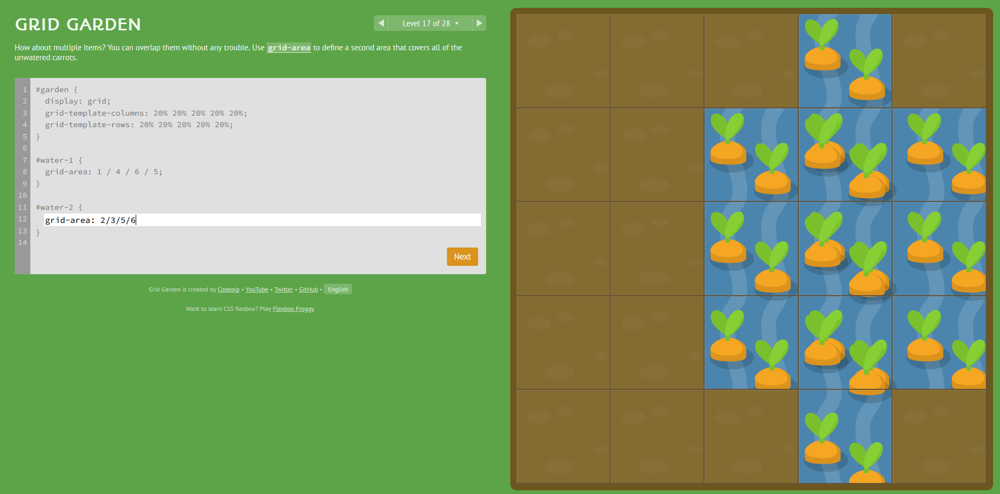 GRID GARDEN
◀ Level 17 of 28 ▼ ▶
How about multiple items? You can overlap them without any trouble. Use grid-area to define a second area that covers all of the
unwatered carrots.
1 #garden {
2 display: grid;
3 grid-template-columns: 20% 20% 20% 20% 20%;
4 grid-template-rows: 20% 20% 20% 20% 20%;
5 }
6
7 #water-1 {
8 grid-area: 1 / 4 / 6 / 5;
9 }
10
11 #water-2 {
12 grid-area: 2/3/5/6
13 }
14
Next
Grid Garden is created by Codepip • YouTube • Twitter • GitHub • English
Want to learn CSS flexbox? Play Flexbox Froggy.